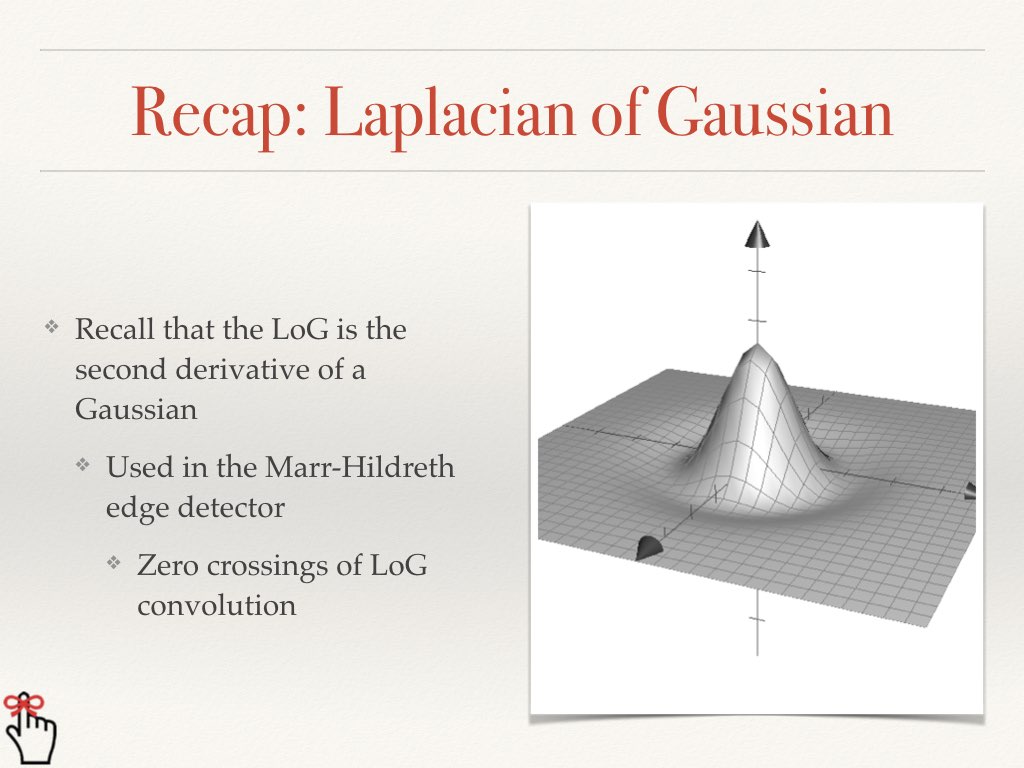 Recap: Laplacian of Gaussian
Recall that the LoG is the
second derivative of a
Gaussian
Used in the Marr-Hildreth
edge detector
Zero crossings of LoG
convolution